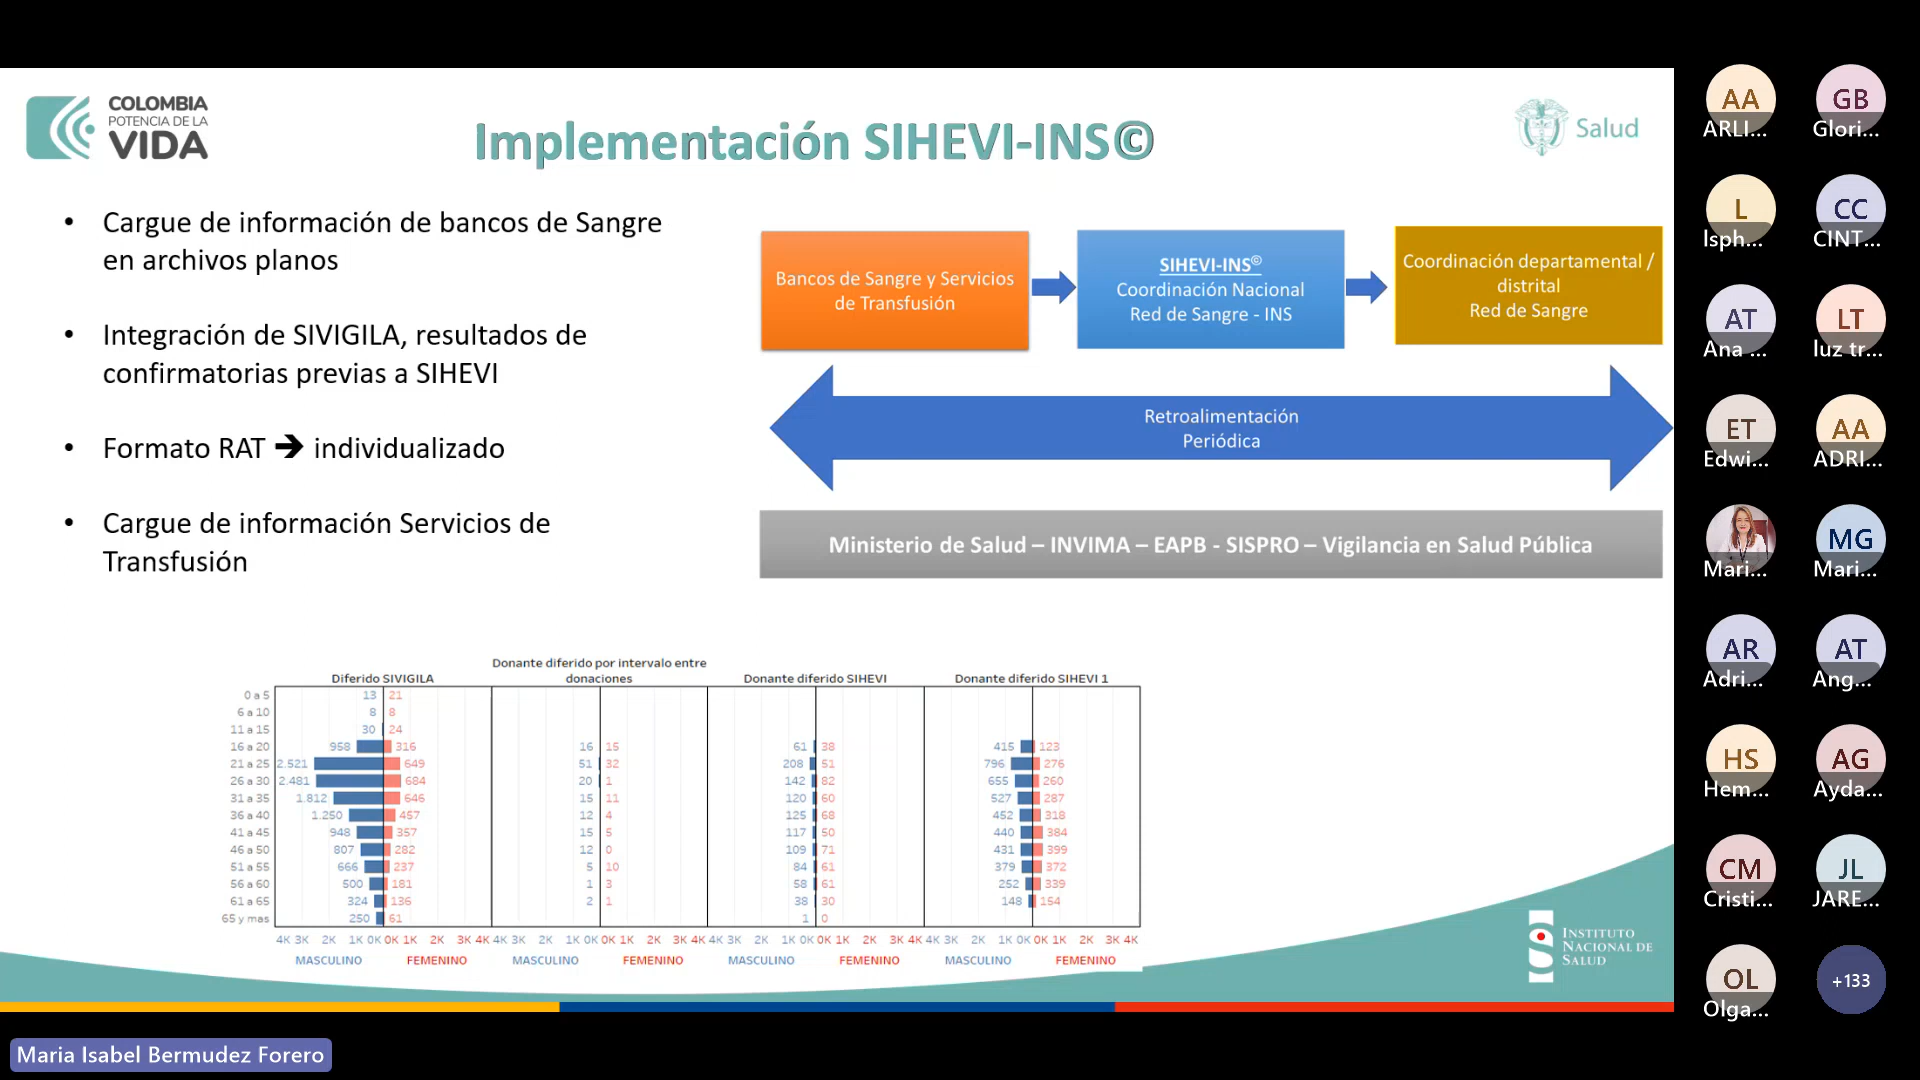 COLOMBIA
POTENCIA DE LA
VIDA
Implementación SIHEVI-INS©
Salud
• Cargue de información de bancos de Sangre
en archivos planos
• Integración de SIVIGILA, resultados de
confirmatorias previas a SIHEVI
• Formato RAT 🡺 individualizado
• Cargue de información Servicios de
Transfusión
Bancos de Sangre y Servicios
de Transfusión
SIHEVI-INS©
Coordinación Nacional
Red de Sangre - INS
Coordinación departamental /
distrital
Red de Sangre
Retroalimentación
Periódica
Ministerio de Salud – INVIMA – EAPB - SISPRO – Vigilancia en Salud Pública
Diferido SIVIGILA
Donante diferido por intervalo entre
donaciones
Donante diferido SIHEVI
Donante diferido SIHEVI 1
0 a 5 13 21
6 a 10 8 8
11 a 15 30 24
16 a 20 958 316 16 15 61 38 415 123
21 a 25 2.521 649 51 32 208 51 796 276
26 a 30 2.481 684 20 1 142 82 655 260
31 a 35 1.812 646 15 11 120 60 527 287
36 a 40 1.250 457 12 4 125 68 452 318
41 a 45 948 357 15 5 117 50 440 384
46 a 50 807 282 12 0 109 71 431 399
51 a 55 666 237 5 10 84 61 379 372
56 a 60 500 181 1 3 58 61 252 339
61 a 65 324 136 2 1 38 30 148 154
65 y mas 250 61 1 0
4K 3K 2K 1K 0K 0K 1K 2K 3K 4K 4K 3K 2K 1K 0K 0K 1K 2K 3K 4K 4K 3K 2K 1K 0K 0K 1K 2K 3K 4K 4K 3K 2K 1K 0K 0K 1K 2K 3K 4K
MASCULINO FEMENINO MASCULINO FEMENINO MASCULINO FEMENINO MASCULINO FEMENINO
INSTITUTO
NACIONAL DE
SALUD
Maria Isabel Bermudez Forero
AA GB
ARLI... Glori...
L CC
lsph... CINT...
AT LT
Ana ... luz tr...
ET AA
Edwi... ADRI...
MG
Mari... Mari...
AR AT
Adri... Ang...
HS AG
Hem... Ayda...
CM JL
Cristi... JARE...
OL +133
Olga...